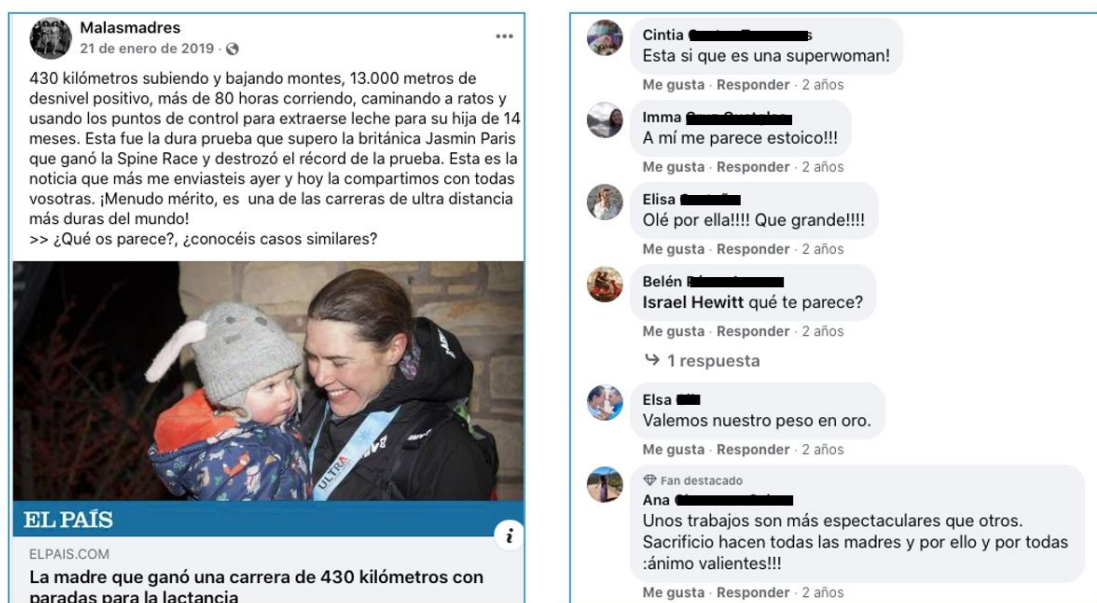 Malasmadres
21 de enero de 2019 ·
430 kilómetros subiendo y bajando montes, 13.000 metros de
desnivel positivo, más de 80 horas corriendo, caminando a ratos y
usando los puntos de control para extraerse leche para su hija de 14
meses. Esta fue la dura prueba que supero la británica Jasmin Paris
que ganó la Spine Race y destrozó el récord de la prueba. Esta es la
noticia que más me enviasteis ayer y hoy la compartimos con todas
vosotras. ¡Menudo mérito, es una de las carreras de ultra distancia
más duras del mundo!
>> ¿Qué os parece?, ¿conocéis casos similares?
ULTRA
EL PAÍS
i
ELPAIS.COM
La madre que ganó una carrera de 430 kilómetros con
paradas para la lactancia
Cintia
Esta si que es una superwoman!
Me gusta · Responder · 2 años
Imma
A mí me parece estoico!!!
Me gusta · Responder · 2 años
Elisa
Olé por ella!!!! Que grande!!!!
Me gusta · Responder · 2 años
Belén
Israel Hewitt qué te parece?
Me gusta · Responder · 2 años
1 respuesta
Elsa
Valemos nuestro peso en oro.
Me gusta · Responder · 2 años
Fan destacado
Ana
Unos trabajos son más espectaculares que otros.
Sacrificio hacen todas las madres y por ello y por todas
:ánimo valientes!!!
Me gusta · Responder · 2 años